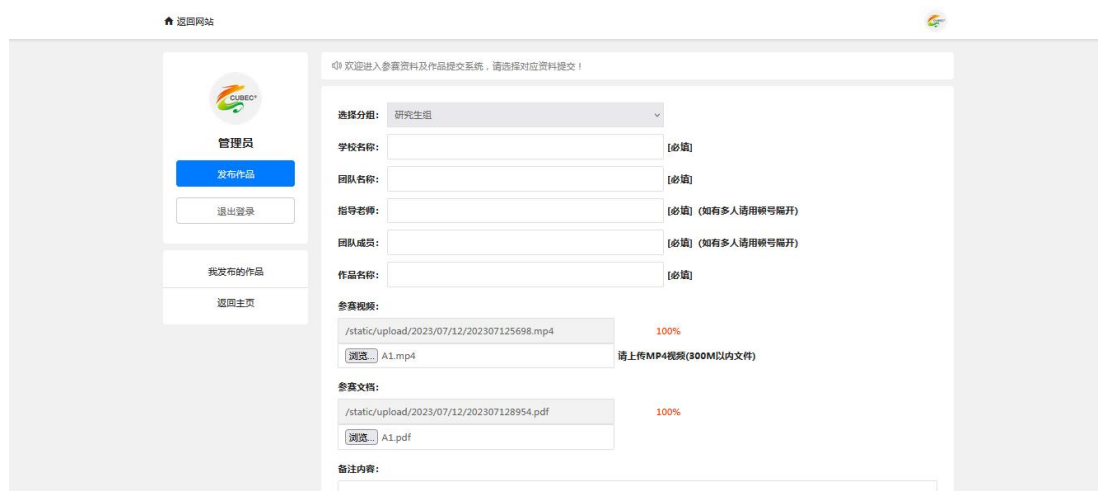 返回网站
CUBEC
管理员
发布作品
退出登录
我发布的作品
返回主页
欢迎进入参赛资料及作品提交系统，请选择对应资料提交！
选择分组： 研究生组
学校名称： [必填]
团队名称： [必填]
指导老师： [必填] (如有多人请用顿号隔开)
团队成员： [必填] (如有多人请用顿号隔开)
作品名称： [必填]
参赛视频：
/static/upload/2023/07/12/202307125698.mp4 100%
浏览... A1.mp4 请上传MP4视频(300M以内文件)
参赛文档：
/static/upload/2023/07/12/202307128954.pdf 100%
浏览... A1.pdf
备注内容：